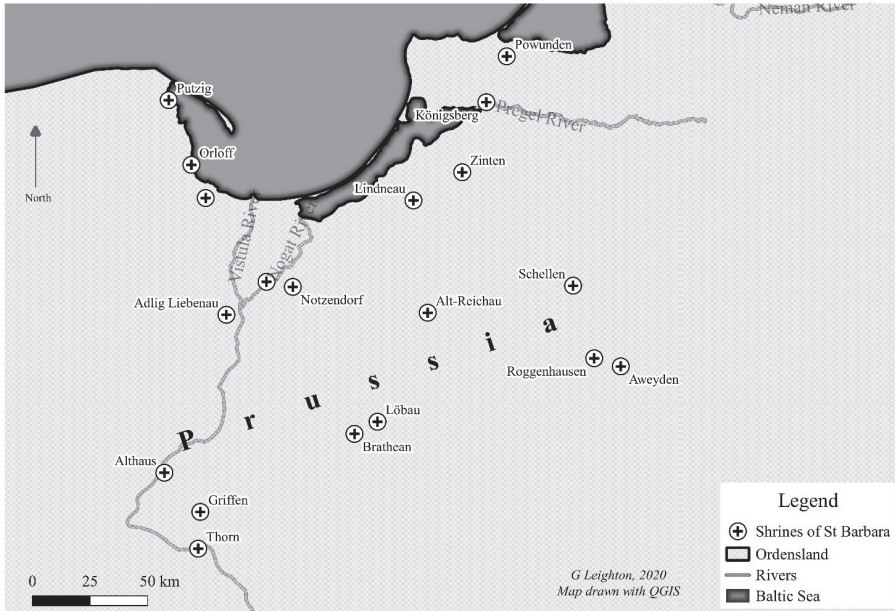 Neman River
Powunden
Putzig
Königsberg
Pregel River
Orloff
Zinten
North
Lindneau
Vistula River
Nogat River
Schellen
Adlig Liebenau
Notzendorf
Alt-Reichau
Prussia
Roggenhausen
Aweyden
Löbau
Brathean
Althaus
Griffen
Thorn
Legend
Shrines of St Barbara
Ordensland
Rivers
Baltic Sea
0 25 50 km
G Leighton, 2020
Map drawn with QGIS